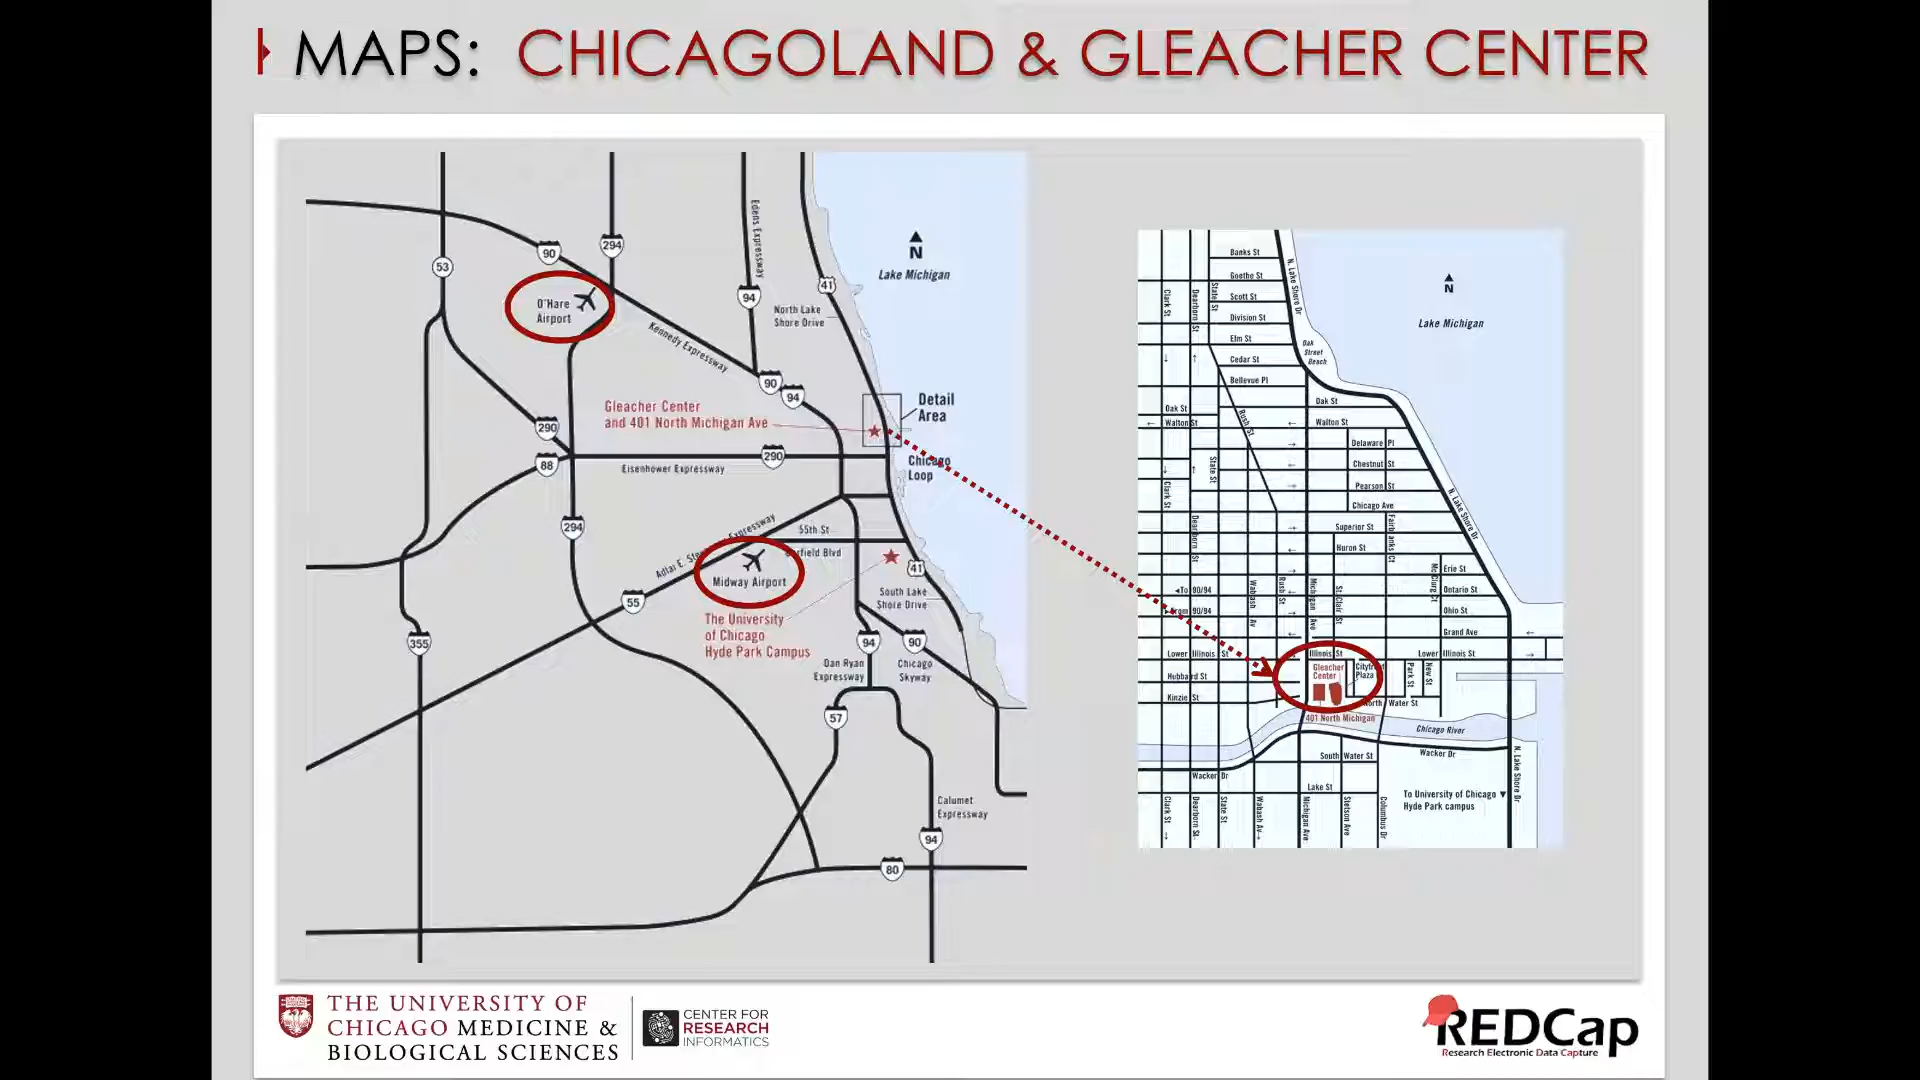 MAPS: CHICAGOLAND & GLEACHER CENTER
Edens Expressway
294
90
53
O'Hare
Airport
94
41
N
Lake Michigan
North Lake
Shore Drive
Kennedy Expressway
90
94
Gleacher Center
and 401 North Michigan Ave
Detail
Area
290
88
Eisenhower Expressway
290
Chicago
Loop
294
55th St
Garfield Blvd
Midway Airport
41
55
South Lake
Shore Drive
The University
of Chicago
Hyde Park Campus
355
94
90
Dan Ryan
Expressway
Chicago
Skyway
57
Calumet
Expressway
94
80
N
Lake Michigan
Banks St
Goethe St
Scott St
Division St
Elm St
Cedar St
Bellevue Pl
N. Lake Shore Dr
Clark St
Dearborn St
State St
Oak
Street
Beach
Oak St
Oak St
Walton St
Walton St
Rush St
Delaware Pl
Chestnut St
Pearson St
Chicago Ave
State St
Clark St
Dearborn St
N. Lake Shore Dr
Superior St
Fairbanks Ct
Huron St
Erie St
McClurg Ct
Ontario St
Ohio St
Grand Ave
To 90/94
From 90/94
Wabash Av
Rush St
Michigan Ave
St Clair St
Lower Illinois St
Illinois St
Lower Illinois St
Hubbard St
Gleacher
Center
Cityfront
Plaza
Park St
New St
Kinzie St
North Water St
401 North Michigan
Chicago River
South Water St
Wacker Dr
Wacker Dr
Lake St
N. Lake Shore Dr
To University of Chicago
Hyde Park campus
Clark St
Dearborn St
State St
Wabash Av
Michigan Ave
Stetson Ave
Columbus Dr
THE UNIVERSITY OF
CHICAGO MEDICINE &
BIOLOGICAL SCIENCES
CENTER FOR
RESEARCH
INFORMATICS
REDCap
Research Electronic Data Capture